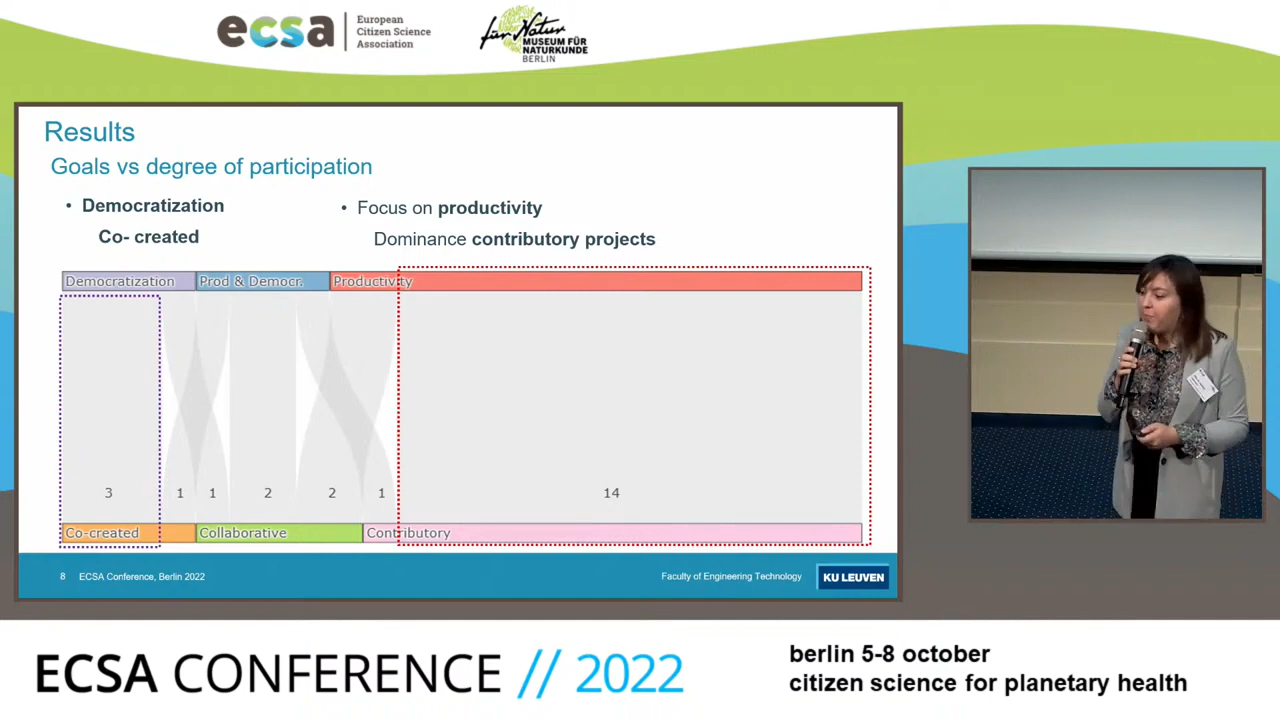 ecsa
European
Citizen Science
Association
für Natur
MUSEUM FÜR
NATURKUNDE
BERLIN
Results
Goals vs degree of participation
• Democratization
Co- created
• Focus on productivity
Dominance contributory projects
Democratization
Prod & Democr.
Productivity
3
1
1
2
2
1
14
Co-created
Collaborative
Contributory
8
ECSA Conference, Berlin 2022
Faculty of Engineering Technology
KU LEUVEN
ECSA CONFERENCE // 2022
berlin 5-8 october
citizen science for planetary health